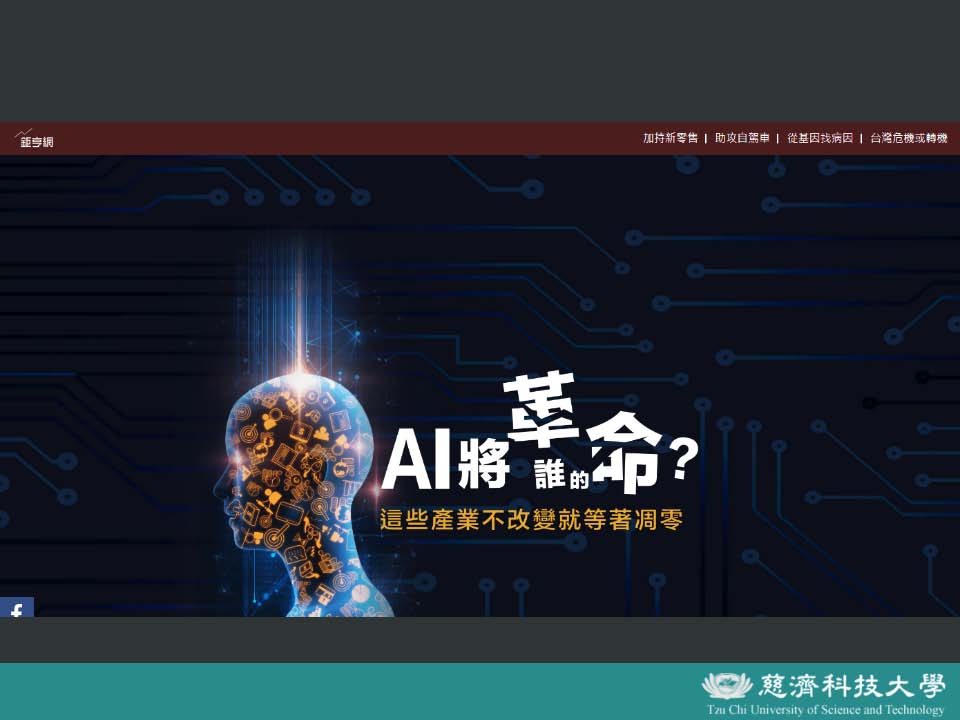 鉅亨網
加持新零售 | 助攻自駕車 | 從基因找病因 | 台灣危機或轉機
AI將革誰的命?
這些產業不改變就等著凋零
f
慈濟科技大學
Tzu Chi University of Science and Technology